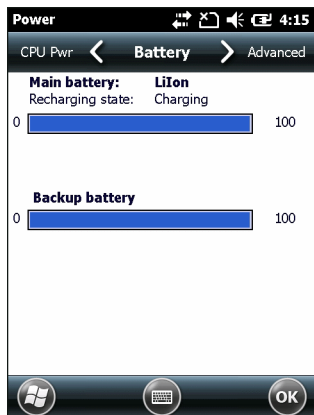 Power 4:15
CPU Pwr Battery Advanced
Main battery: LiIon
Recharging state: Charging
0 100
Backup battery
0 100
OK